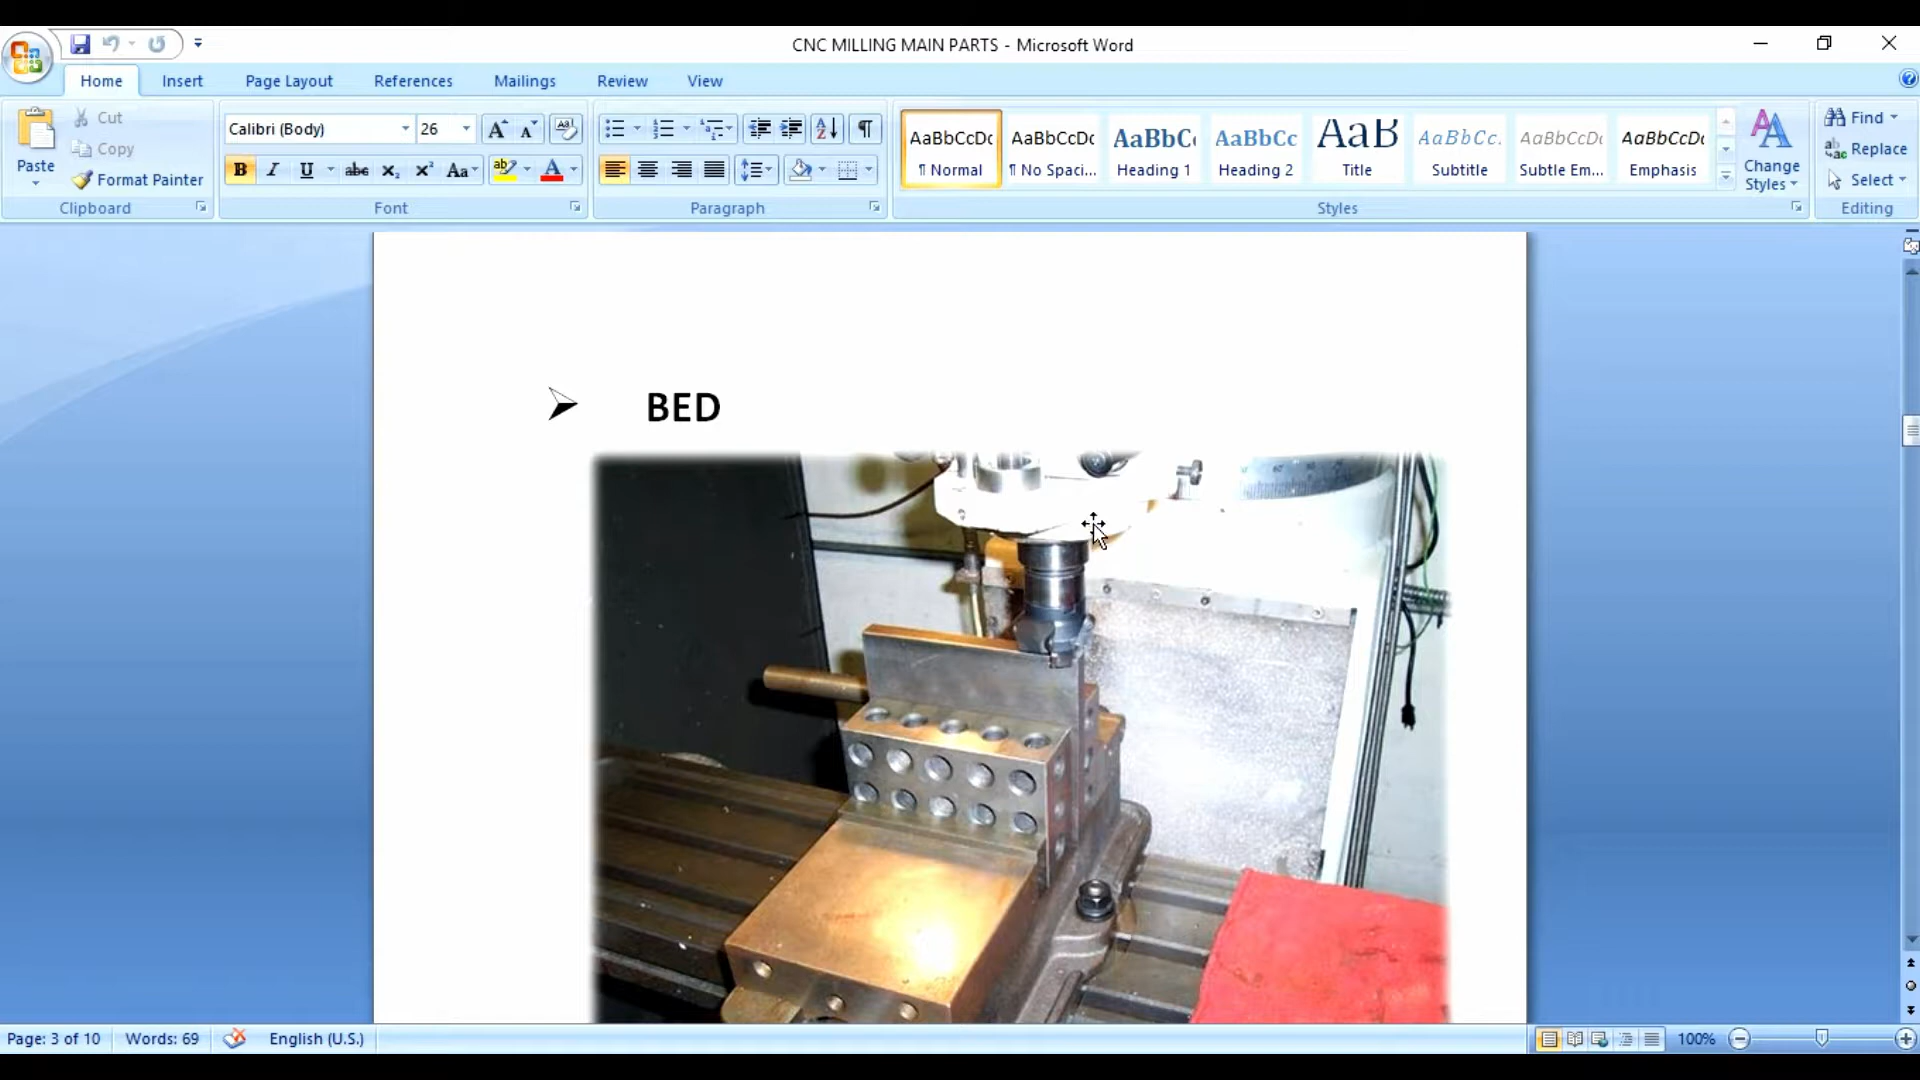 CNC MILLING MAIN PARTS - Microsoft Word
Home Insert Page Layout References Mailings Review View
Paste
Cut
Copy
Format Painter
Clipboard
Calibri (Body) 26
Font
Paragraph
AaBbCcDc AaBbCcDc AaBbCc AaBbCc AaB AaBbCc. AaBbCcDc AaBbCcDc
¶ Normal ¶ No Spaci... Heading 1 Heading 2 Title Subtitle Subtle Em... Emphasis
Change
Styles
Styles
Find
Replace
Select
Editing
BED
Page: 3 of 10 Words: 69 English (U.S.) 100%